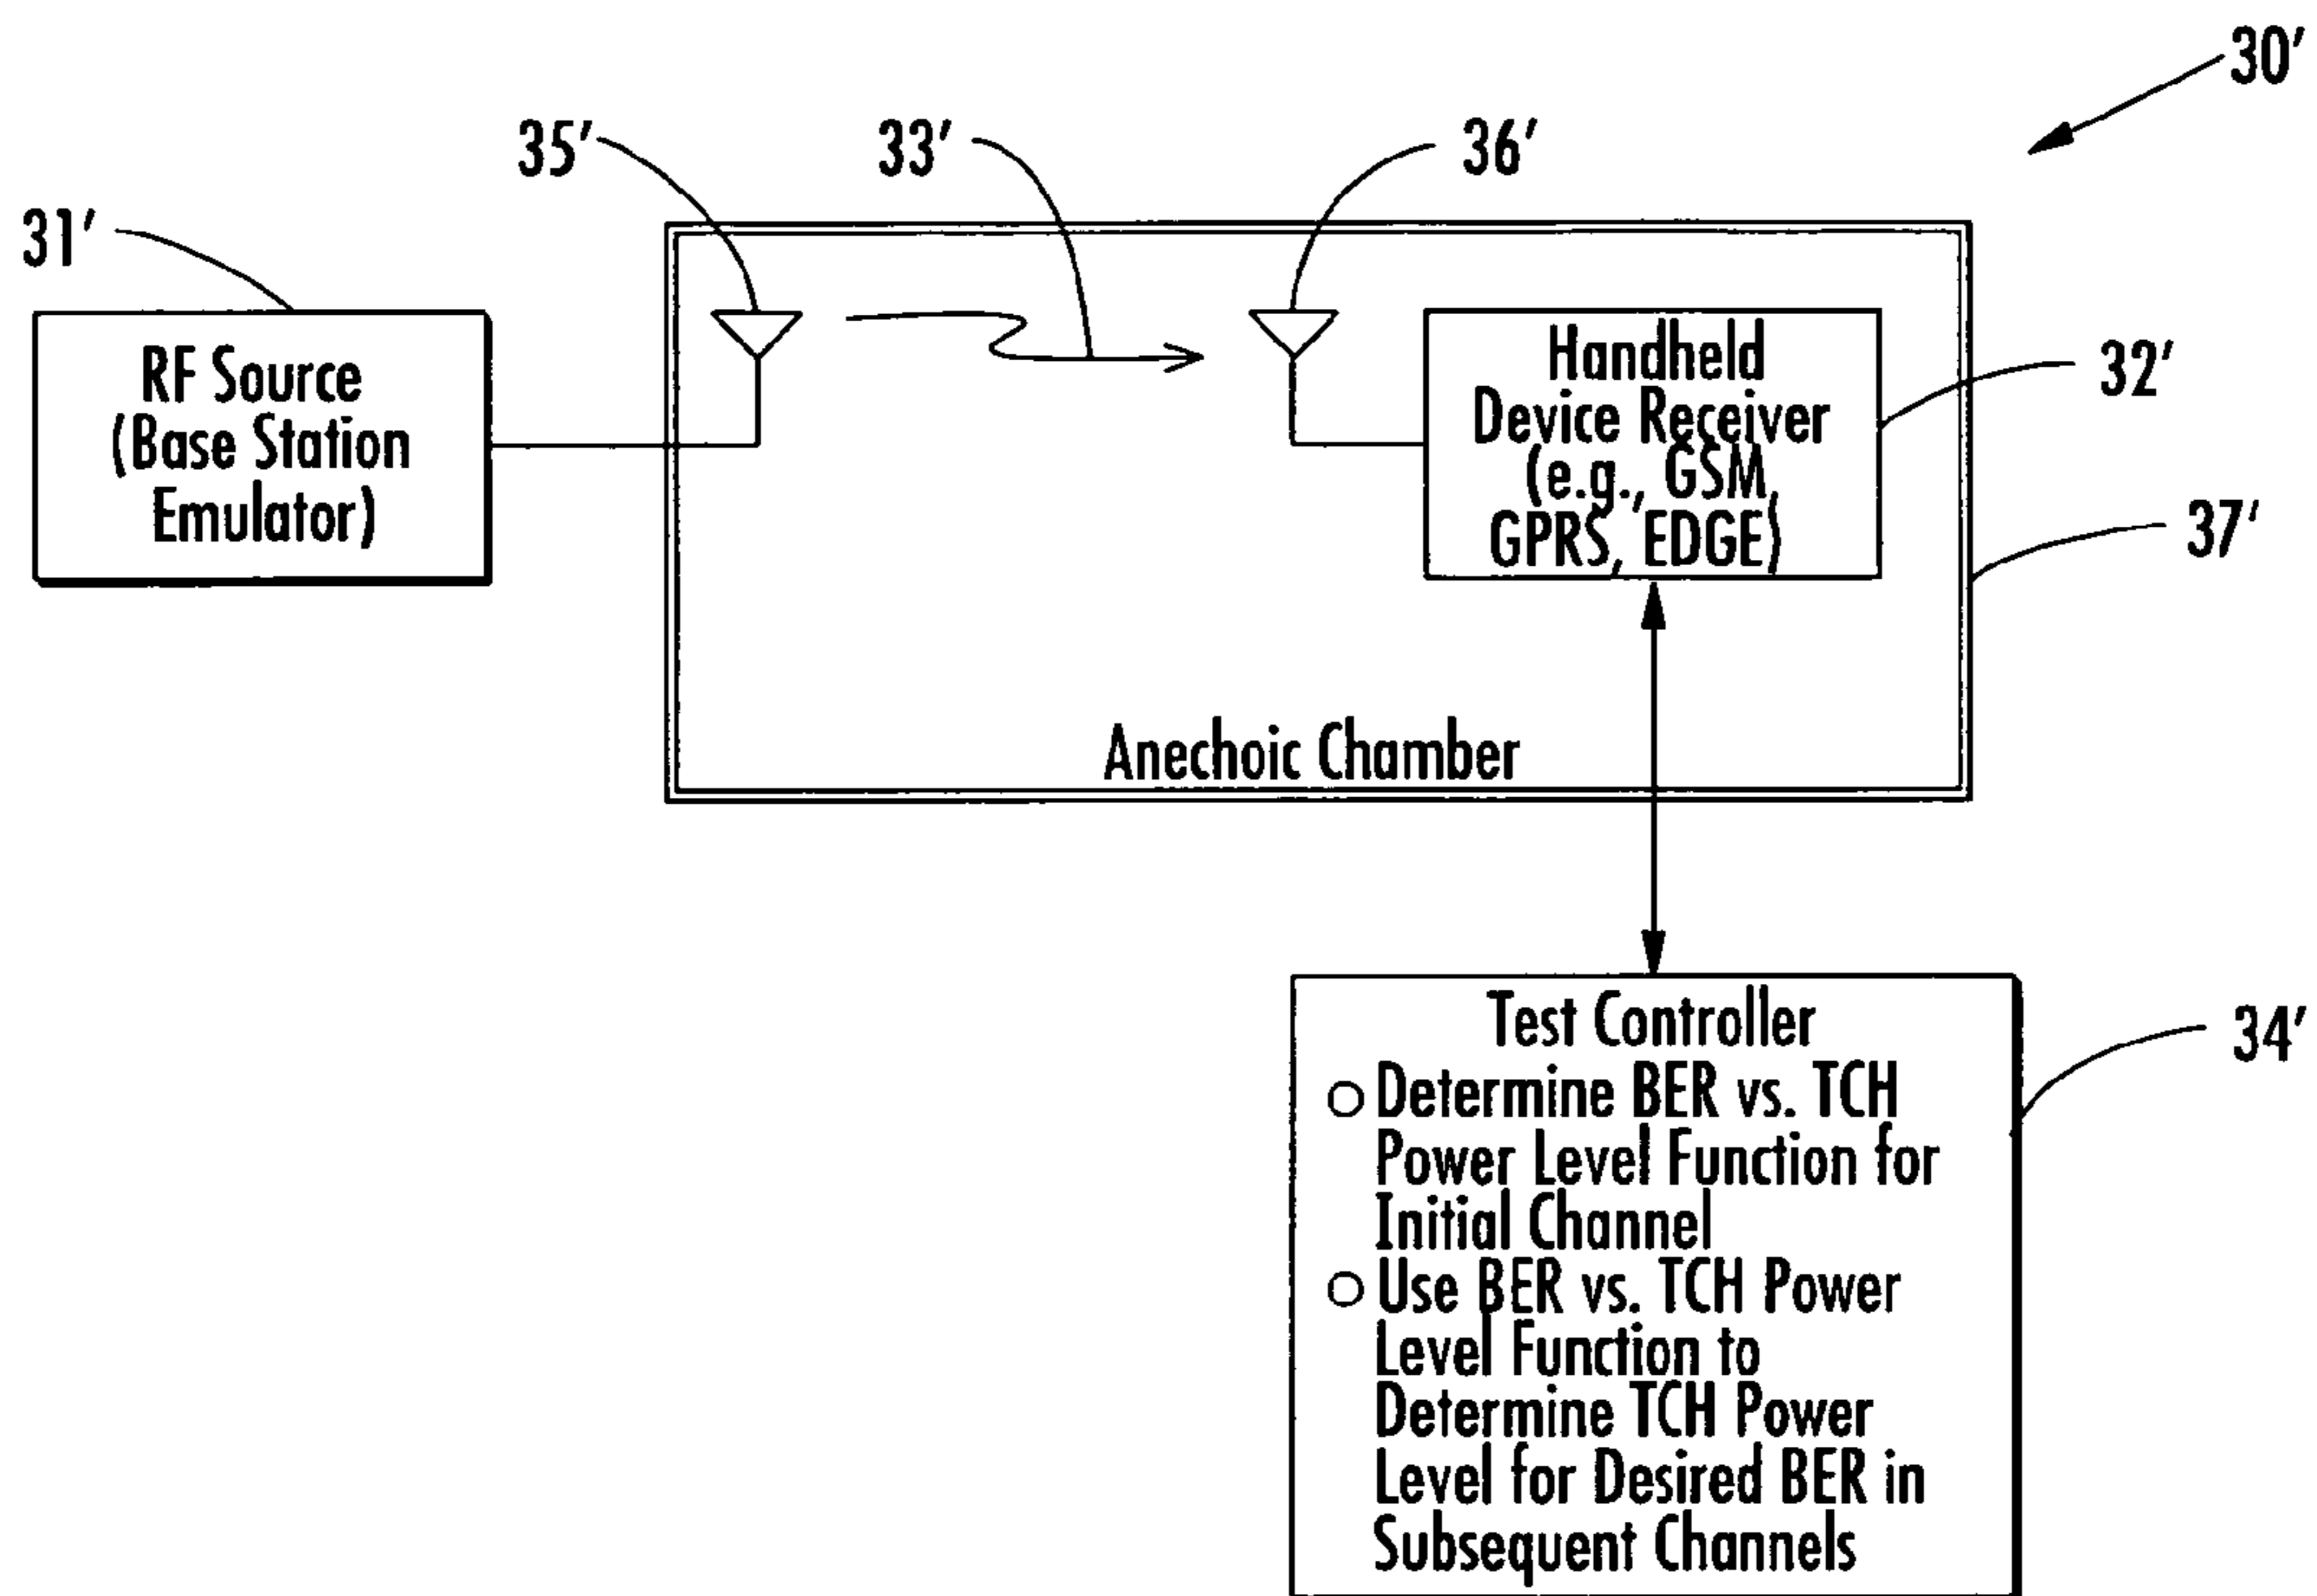 30′
35′
33′
36′
31′
RF Source
(Base Station
Emulator)
Handheld
Device Receiver
(e.g., GSM,
GPRS, EDGE)
32′
37′
Anechoic Chamber
Test Controller
○ Determine BER vs. TCH
Power Level Function for
Initial Channel
○ Use BER vs. TCH Power
Level Function to
Determine TCH Power
Level for Desired BER in
Subsequent Channels
34′